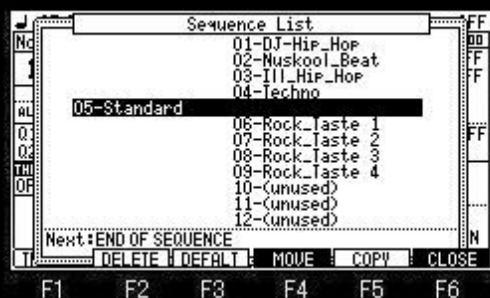 Sequence List
01-DJ-Hip_Hop
02-Nuskool_Beat
03-Ill_Hip_Hop
04-Techno
05-Standard
06-Rock_Taste 1
07-Rock_Taste 2
08-Rock_Taste 3
09-Rock_Taste 4
10-(unused)
11-(unused)
12-(unused)
Next:END OF SEQUENCE
DELETE DEFALT MOVE COPY CLOSE
F1 F2 F3 F4 F5 F6